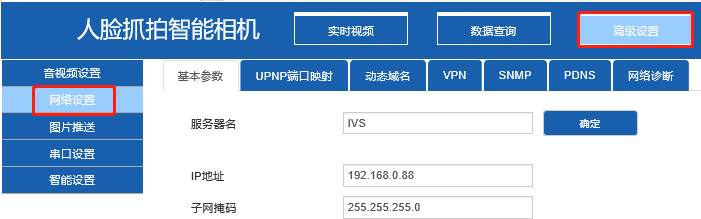 人脸抓拍智能相机 实时视频 数据查询 高级设置
音视频设置
网络设置
图片推送
串口设置
智能设置
基本参数 UPNP端口映射 动态域名 VPN SNMP PDNS 网络诊断
服务器名 IVS 确定
IP地址 192.168.0.88
子网掩码 255.255.255.0